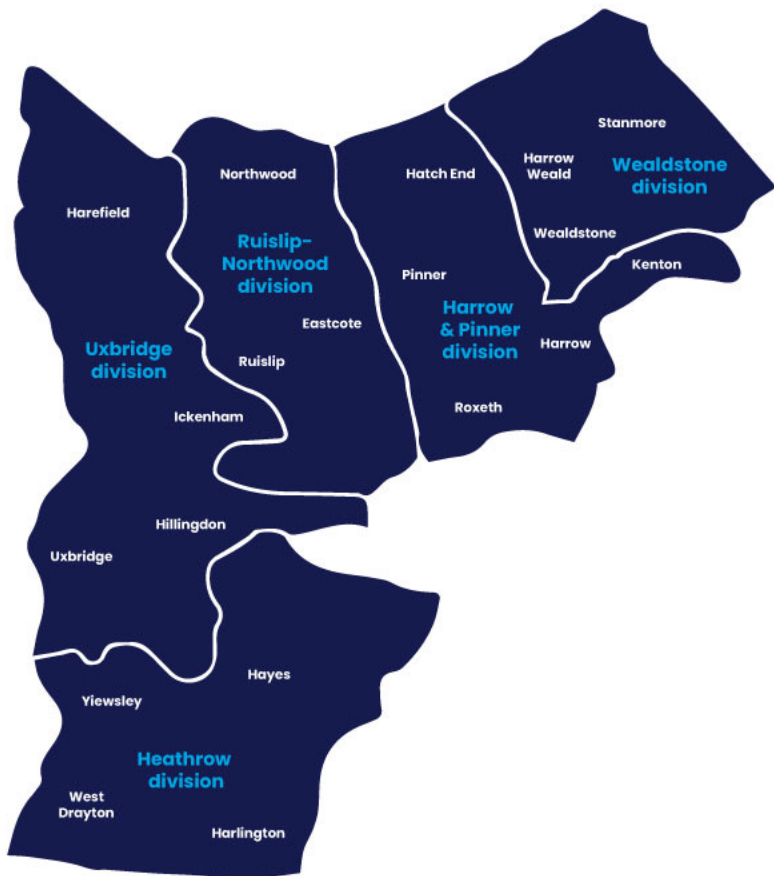 Stanmore
Harrow
Weald
Wealdstone
division
Wealdstone
Kenton
Hatch End
Pinner
Harrow
& Pinner
division
Harrow
Roxeth
Northwood
Ruislip-
Northwood
division
Eastcote
Ruislip
Harefield
Uxbridge
division
Ickenham
Hillingdon
Uxbridge
Hayes
Yiewsley
Heathrow
division
West
Drayton
Harlington